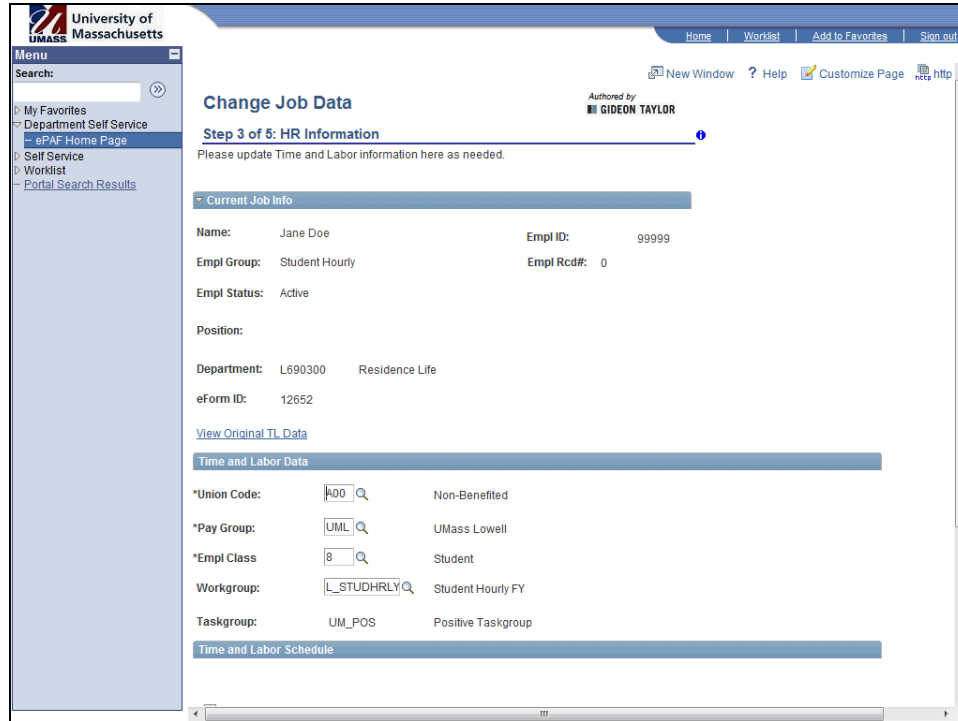 University of
UMASS Massachusetts
Home | Worklist | Add to Favorites | Sign out
Menu
Search:
My Favorites
Department Self Service
– ePAF Home Page
Self Service
Worklist
– Portal Search Results
New Window ? Help Customize Page http
Change Job Data
Authored by
GIDEON TAYLOR
Step 3 of 5: HR Information
Please update Time and Labor information here as needed.
Current Job Info
Name: Jane Doe Empl ID: 99999
Empl Group: Student Hourly Empl Rcd#: 0
Empl Status: Active
Position:
Department: L690300 Residence Life
eForm ID: 12652
View Original TL Data
Time and Labor Data
*Union Code: A00 Non-Benefited
*Pay Group: UML UMass Lowell
*Empl Class 8 Student
Workgroup: L_STUDHRLY Student Hourly FY
Taskgroup: UM_POS Positive Taskgroup
Time and Labor Schedule